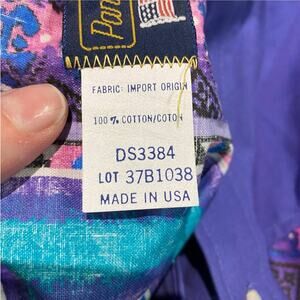 FABRIC: IMPORT ORIGIN
100 % COTTON/COTON
DS3384
LOT 37B1038
MADE IN USA